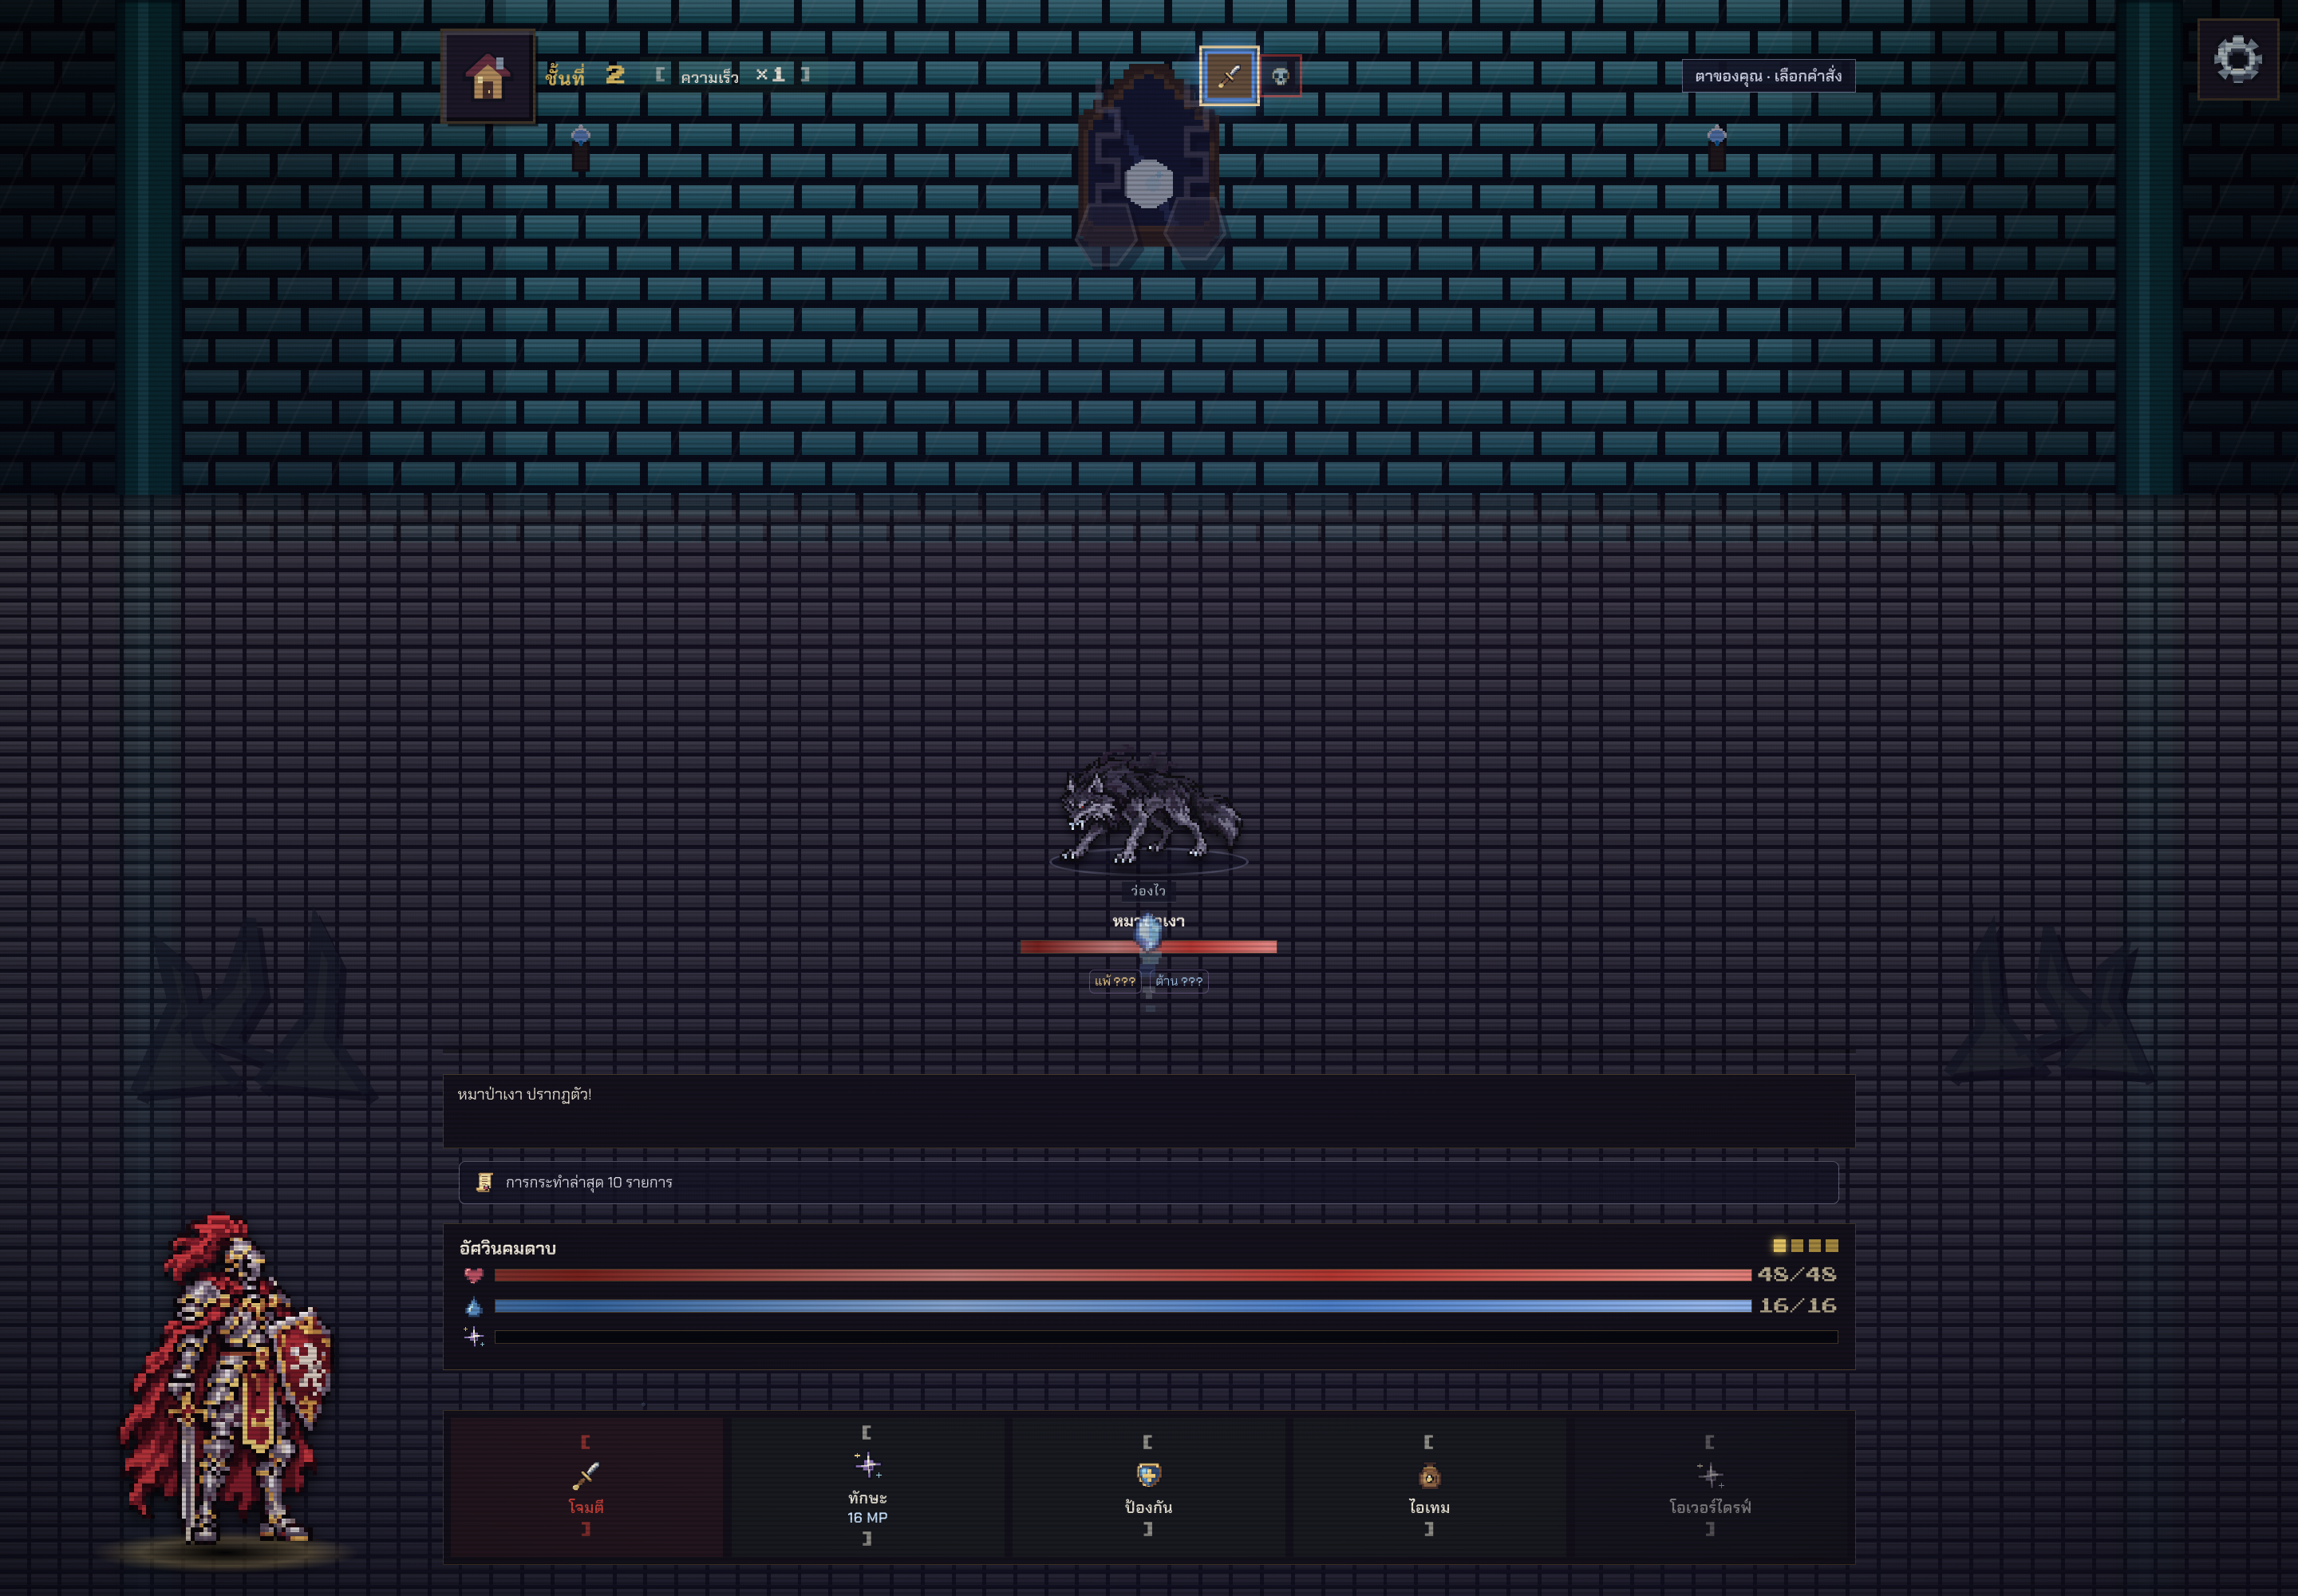 ชั้นที่ 2 [ ความเร็ว ×1 ]
ตาของคุณ · เลือกคำสั่ง
ว่องไว
แพ้ ??? ต้าน ???
หมาป่าเงา ปรากฏตัว!
การกระทำล่าสุด 10 รายการ
อัศวินคมดาบ
48/48
16/16
[ โจมตี ]
[ ทักษะ
16 MP ]
[ ป้องกัน ]
[ ไอเทม ]
[ โอเวอร์ไดรฟ์ ]